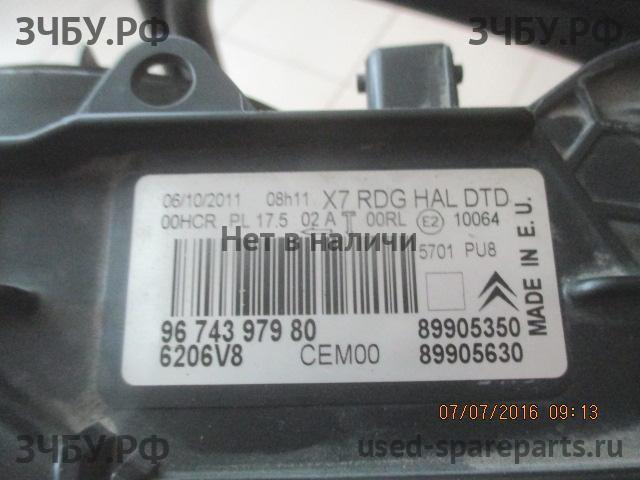 ЗЧБУ.РФ
ЗЧБУ.РФ
06/10/2011 08h11 X7 RDG HAL DTD
00HCR PL 17.5 02 A T 00RL E2 10064
Нет в наличи
5701 PU8
MADE IN E.U.
96 743 979 80 89905350
6206V8 CEM00 89905630
07/07/2016 09:13
ЗЧБУ.РФ
used-spareparts.ru